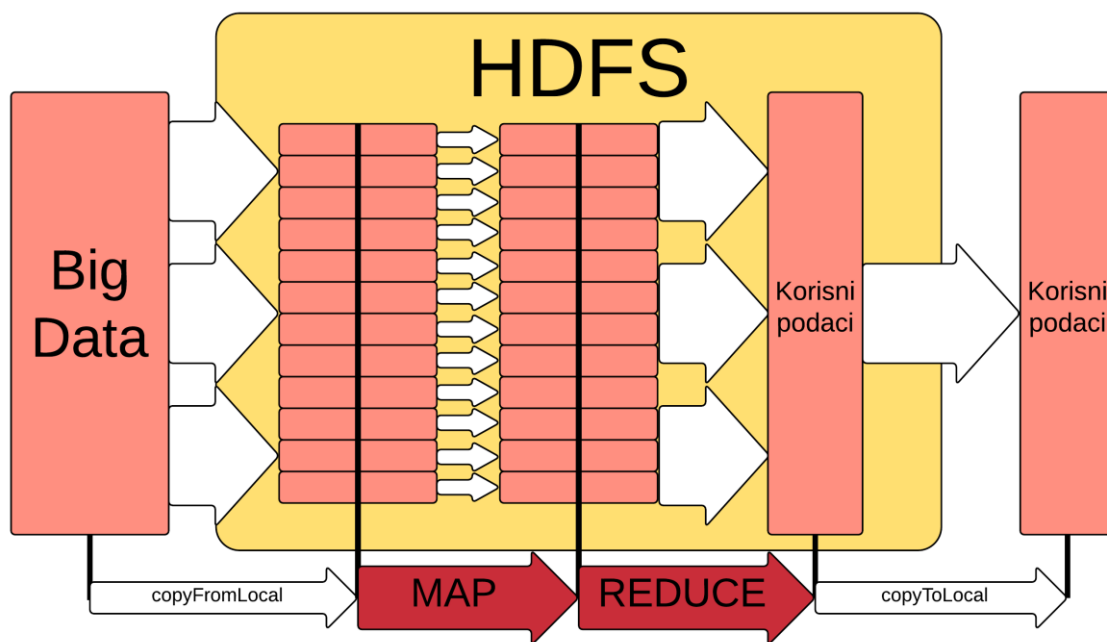 HDFS
Big
Data
Korisni
podaci
Korisni
podaci
copyFromLocal
MAP
REDUCE
copyToLocal